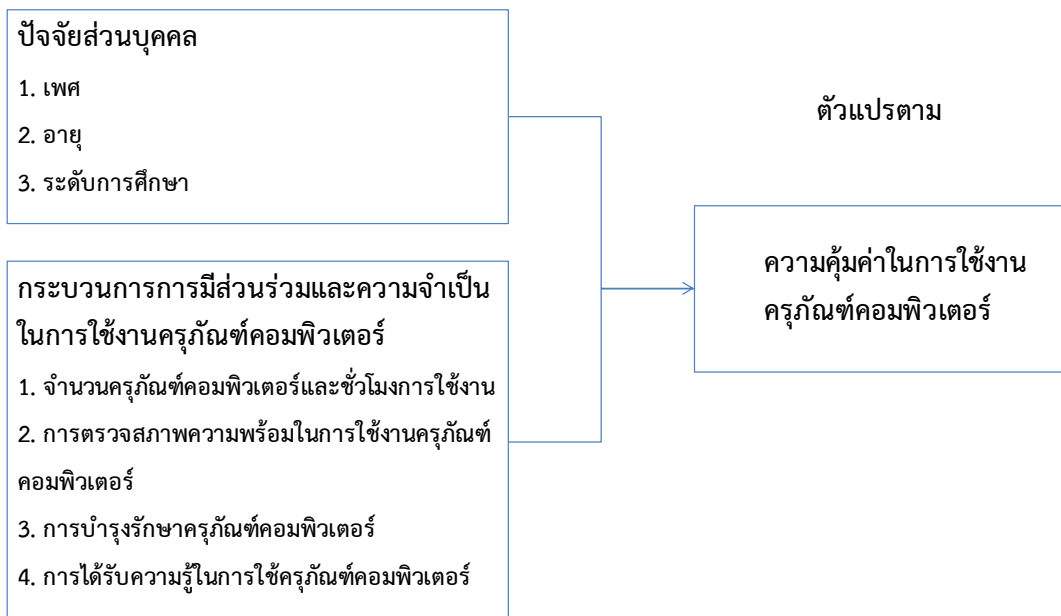 ปัจจัยส่วนบุคคล
1. เพศ
2. อายุ
3. ระดับการศึกษา
กระบวนการการมีส่วนร่วมและความจำเป็น
ในการใช้งานครุภัณฑ์คอมพิวเตอร์
1. จำนวนครุภัณฑ์คอมพิวเตอร์และชั่วโมงการใช้งาน
2. การตรวจสภาพความพร้อมในการใช้งานครุภัณฑ์
คอมพิวเตอร์
3. การบำรุงรักษาครุภัณฑ์คอมพิวเตอร์
4. การได้รับความรู้ในการใช้ครุภัณฑ์คอมพิวเตอร์
ตัวแปรตาม
ความคุ้มค่าในการใช้งาน
ครุภัณฑ์คอมพิวเตอร์